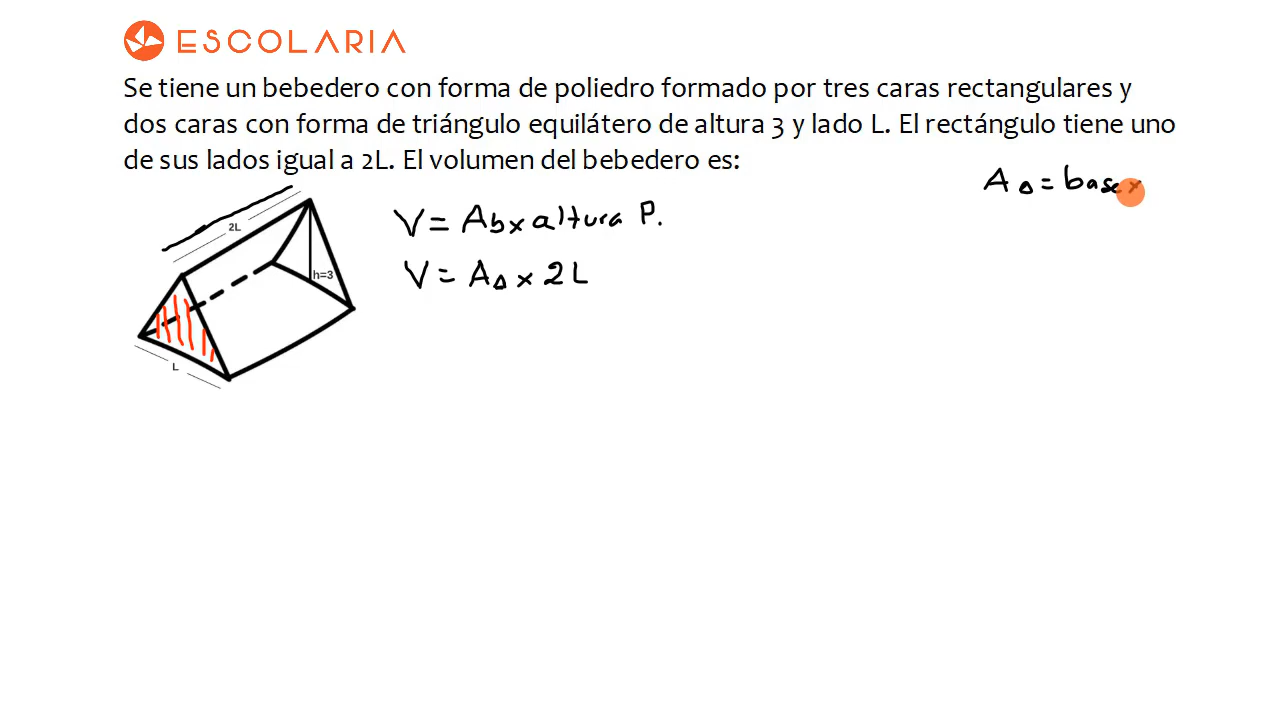 ESCOLARIA
Se tiene un bebedero con forma de poliedro formado por tres caras rectangulares y
dos caras con forma de triángulo equilátero de altura 3 y lado L. El rectángulo tiene uno
de sus lados igual a 2L. El volumen del bebedero es:
A△ = base x
V = Ab x altura P.
V = A△ x 2L
2L
h=3
L